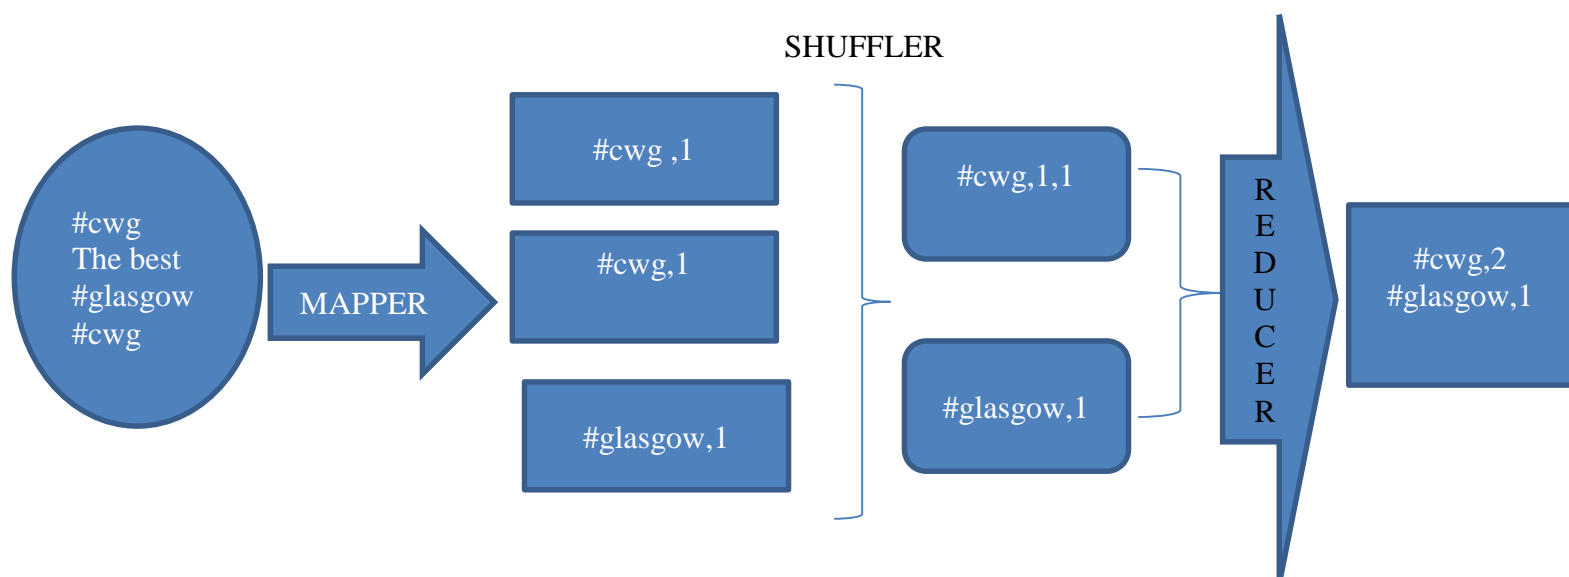 SHUFFLER
#cwg
The best
#glasgow
#cwg
MAPPER
#cwg ,1
#cwg,1
#glasgow,1
#cwg,1,1
#glasgow,1
R
E
D
U
C
E
R
#cwg,2
#glasgow,1